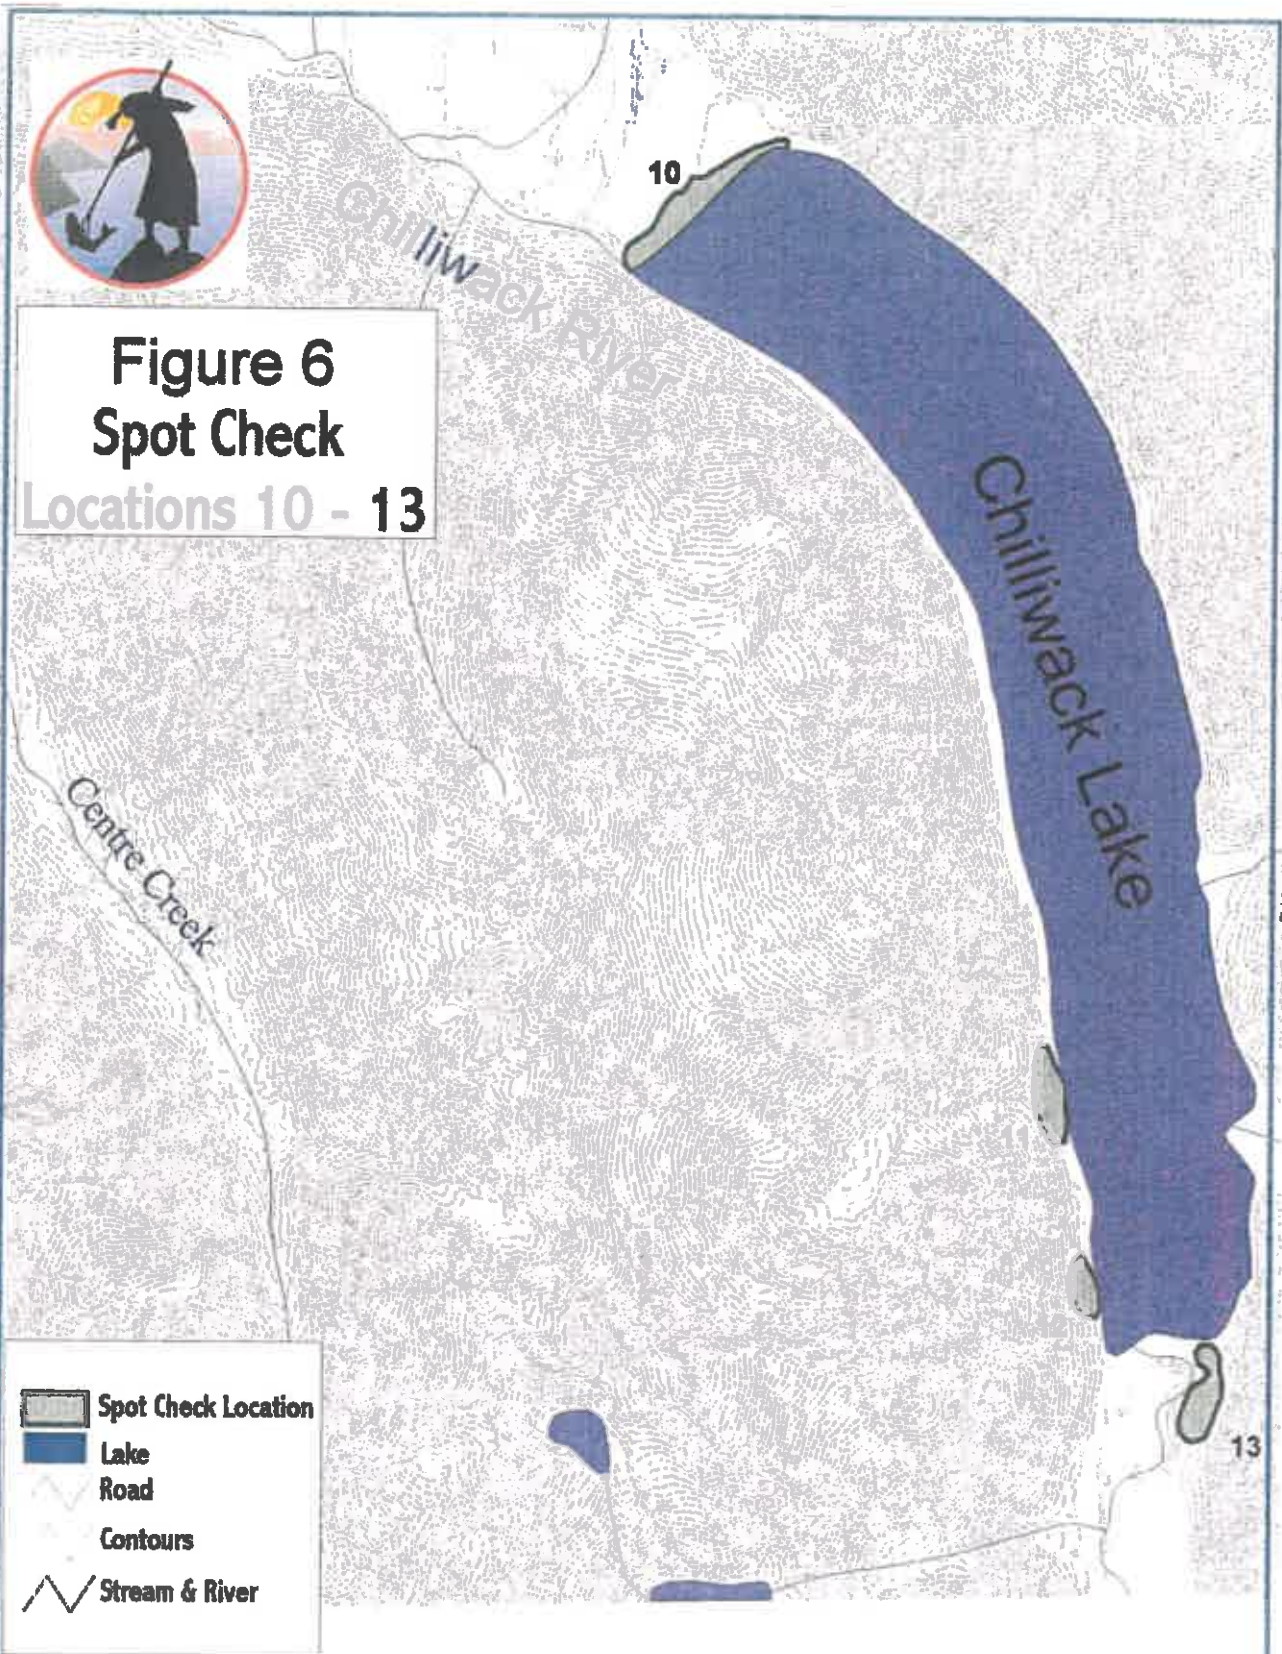 10
Chilliwack River
Figure 6
Spot Check
Locations 10 - 13
Chilliwack Lake
Centre Creek
11
13
Spot Check Location
Lake
Road
Contours
Stream & River